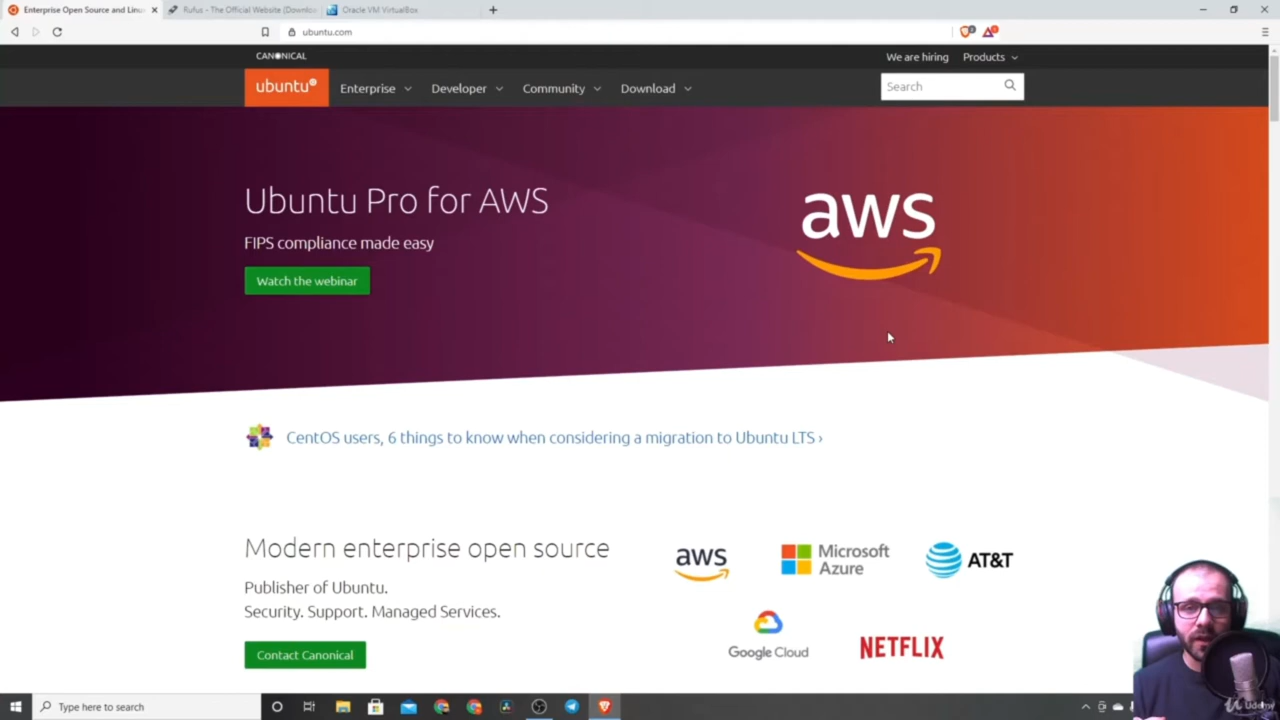 Enterprise Open Source and Linu
Rufus - The Official Website (Downlo
Oracle VM VirtualBox
ubuntu.com
CANONICAL
We are hiring
Products
ubuntu
Enterprise
Developer
Community
Download
Search
Ubuntu Pro for AWS
FIPS compliance made easy
Watch the webinar
aws
CentOS users, 6 things to know when considering a migration to Ubuntu LTS ›
Modern enterprise open source
Publisher of Ubuntu.
Security. Support. Managed Services.
Contact Canonical
aws
Microsoft
Azure
AT&T
Google Cloud
NETFLIX
Type here to search
Udemy